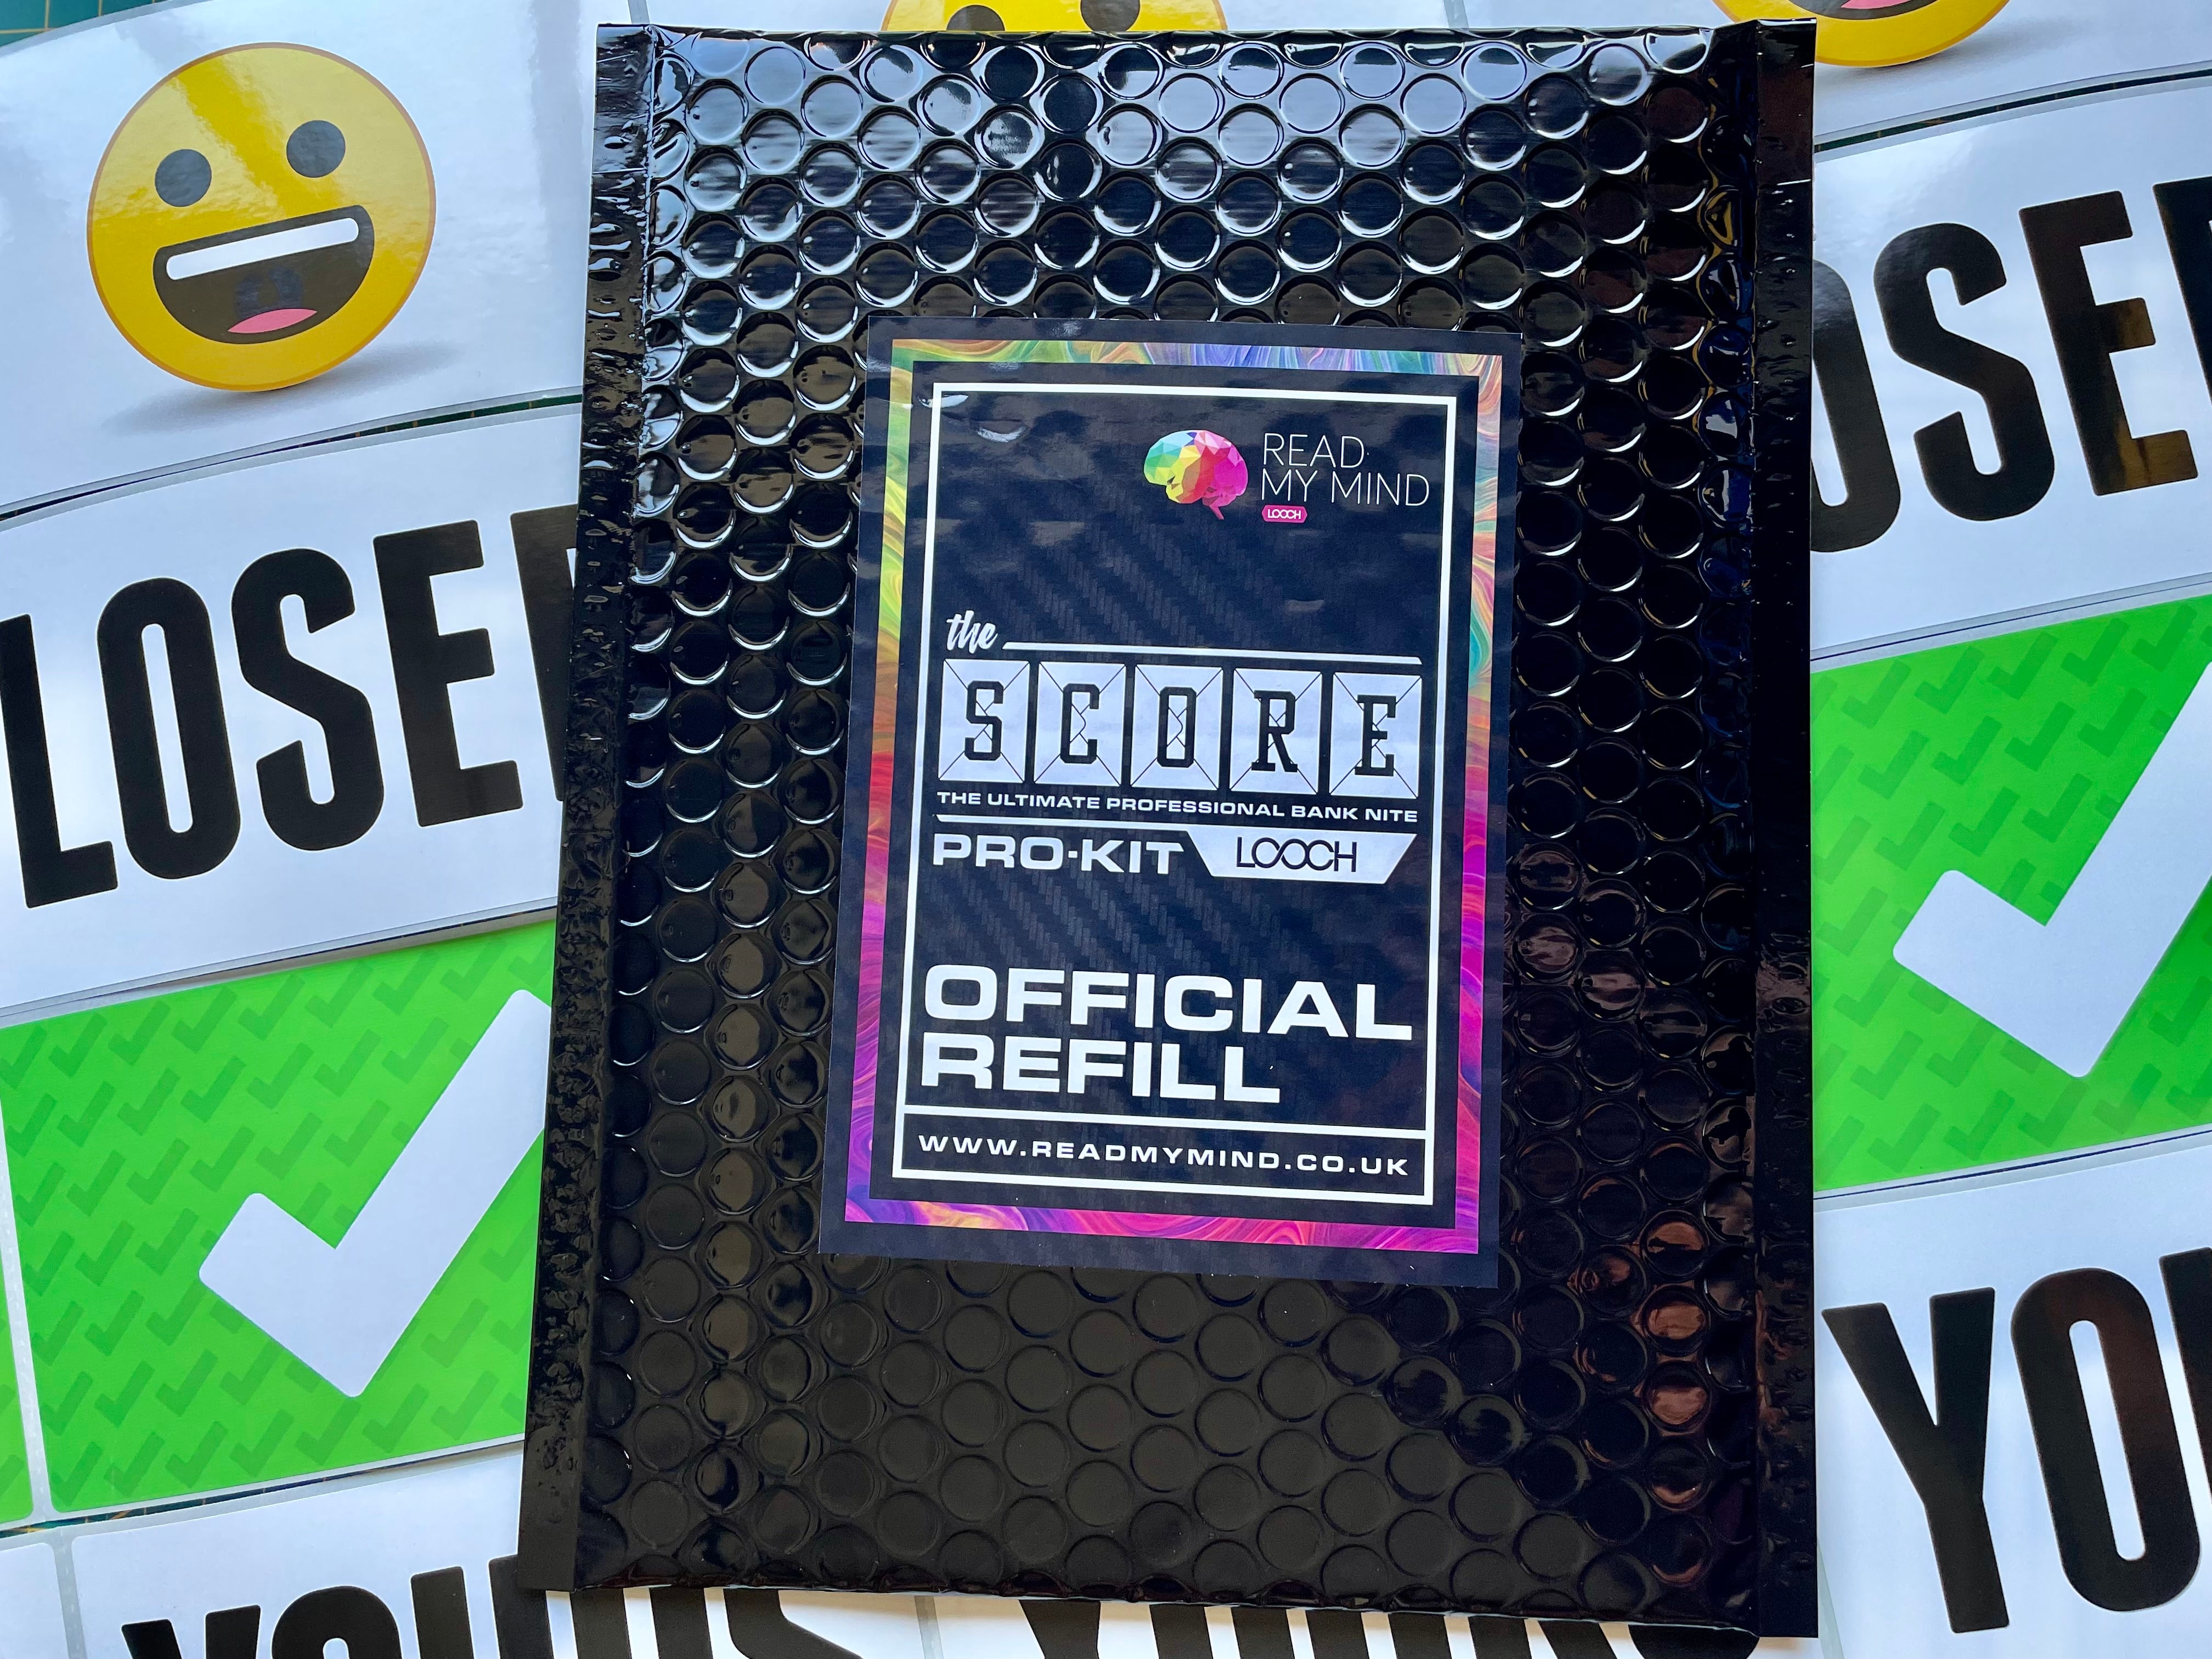 READ
MY MIND
LOOCH
the
SCORE
THE ULTIMATE PROFESSIONAL BANK NITE
PRO·KIT LOOCH
OFFICIAL
REFILL
WWW.READMYMIND.CO.UK
LOSE
OSE
YO
YOURS